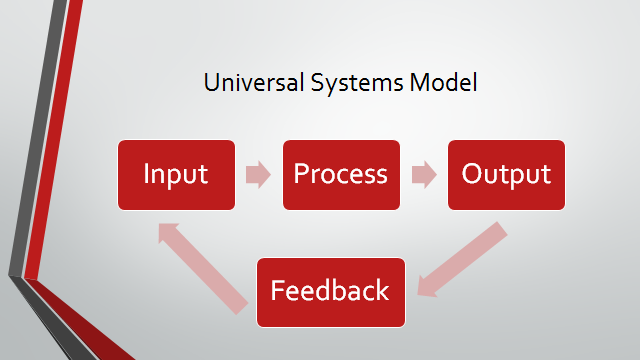 Universal Systems Model
Input
Process
Output
Feedback